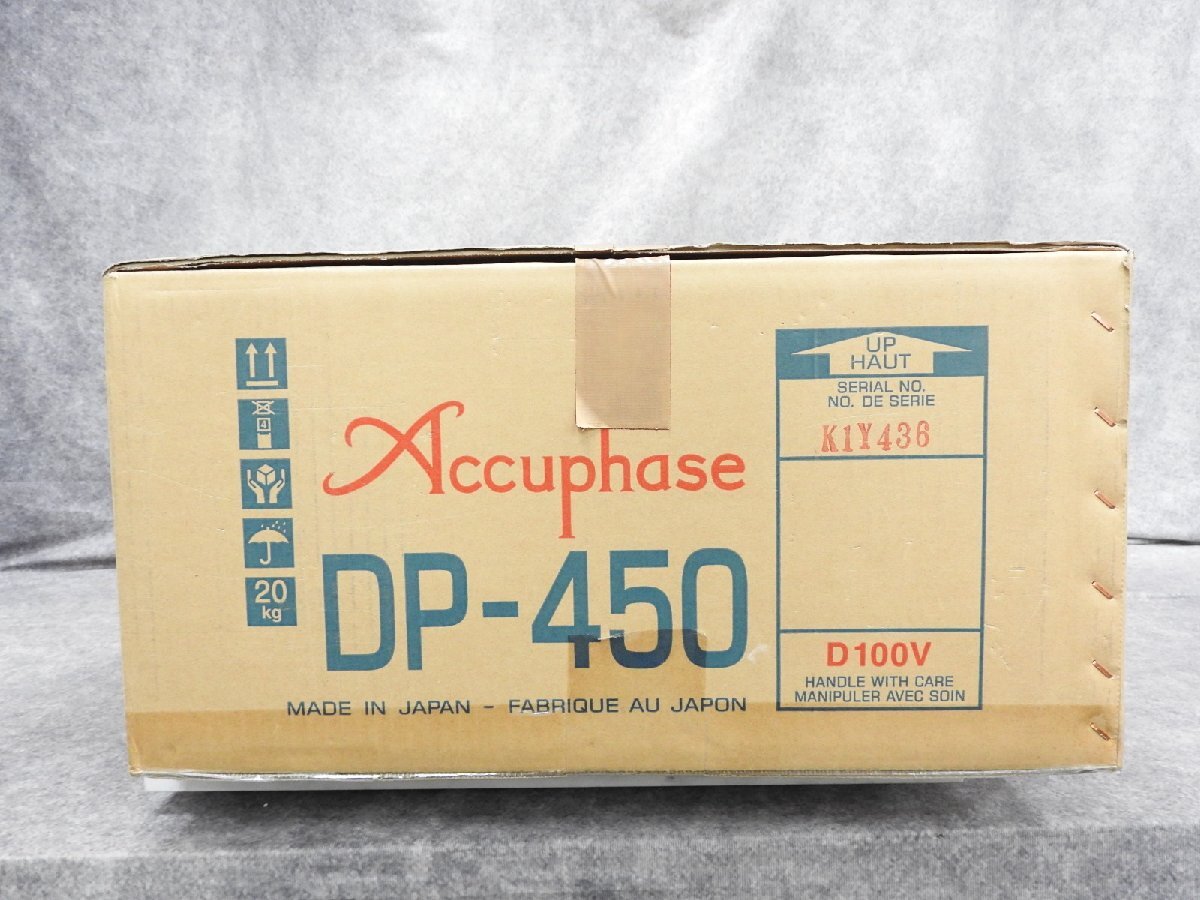 4
20
kg
Accuphase
DP-450
MADE IN JAPAN - FABRIQUE AU JAPON
UP
HAUT
SERIAL NO.
NO. DE SERIE
K1Y436
D100V
HANDLE WITH CARE
MANIPULER AVEC SOIN